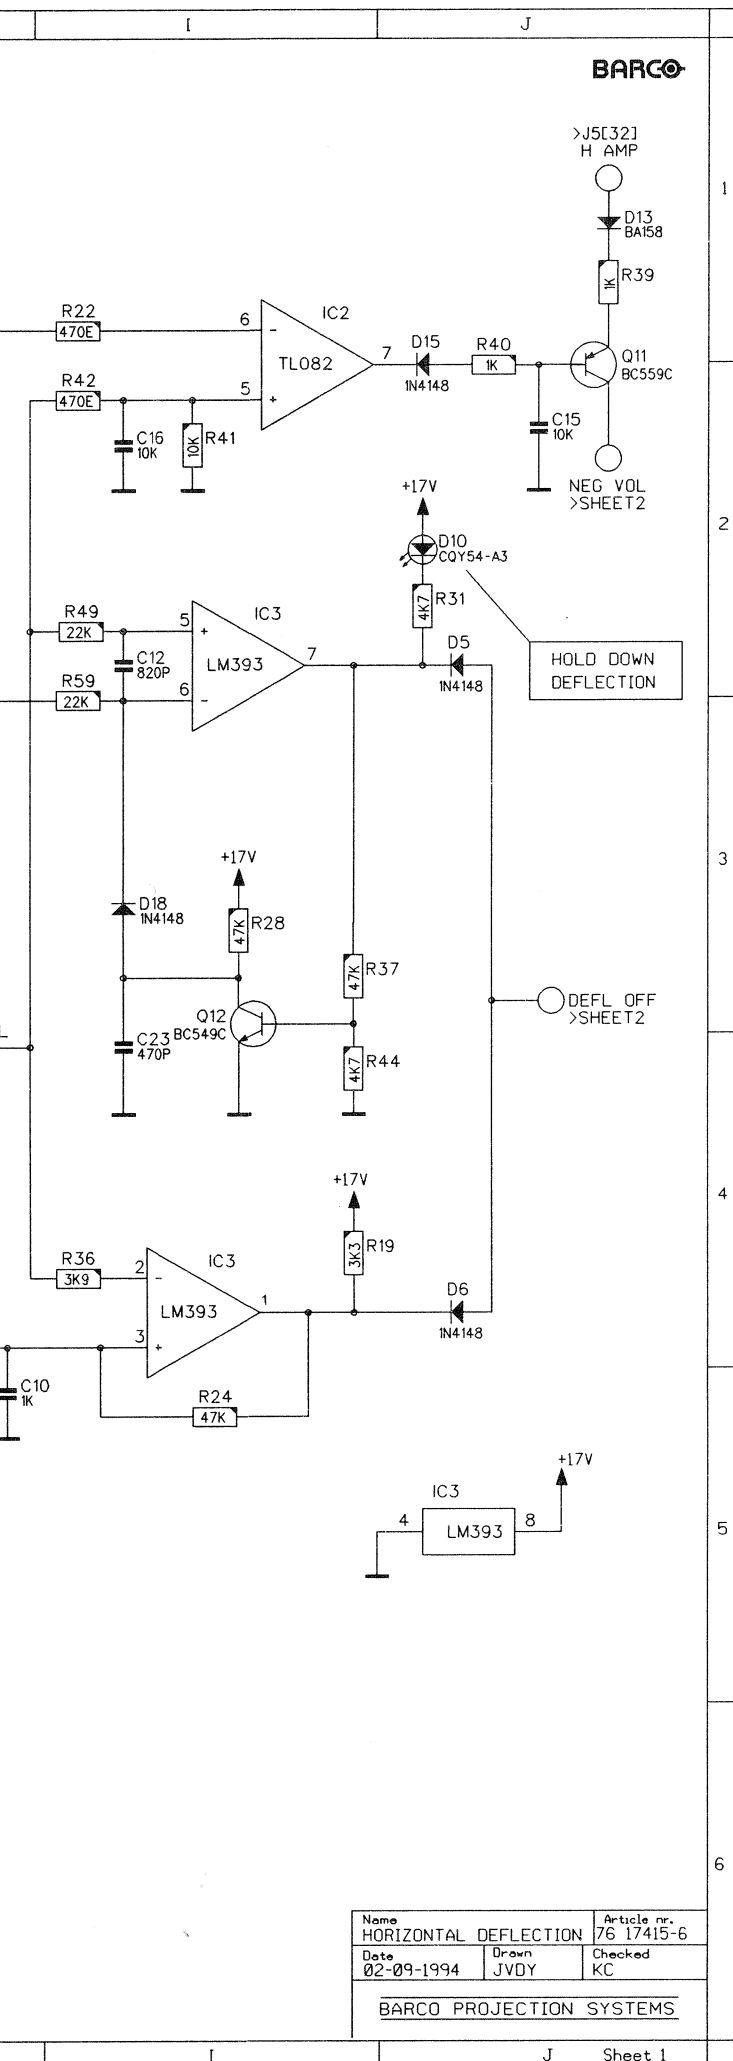 I
J
BARCO
>J5[32]
H AMP
1
D13
BA158
1K
R39
R22
470E
6
-
IC2
TL082
7
D15
1N4148
R40
1K
Q11
BC559C
R42
470E
5
+
C16
10K
10K
R41
C15
10K
NEG VOL
>SHEET2
+17V
2
D10
CQY54-A3
4K7
R31
R49
22K
5
+
IC3
LM393
7
C12
820P
R59
22K
6
-
D5
1N4148
HOLD DOWN
DEFLECTION
3
+17V
D18
1N4148
47K
R28
47K
R37
Q12
BC549C
DEFL OFF
>SHEET2
L
C23
470P
4K7
R44
4
+17V
3K3
R19
R36
3K9
2
-
IC3
LM393
1
3
+
D6
1N4148
C10
1K
R24
47K
+17V
IC3
4
LM393
8
5
6
Name
HORIZONTAL DEFLECTION
Article nr.
76 17415-6
Date
02-09-1994
Drawn
JVDY
Checked
KC
BARCO PROJECTION SYSTEMS
I
J
Sheet 1